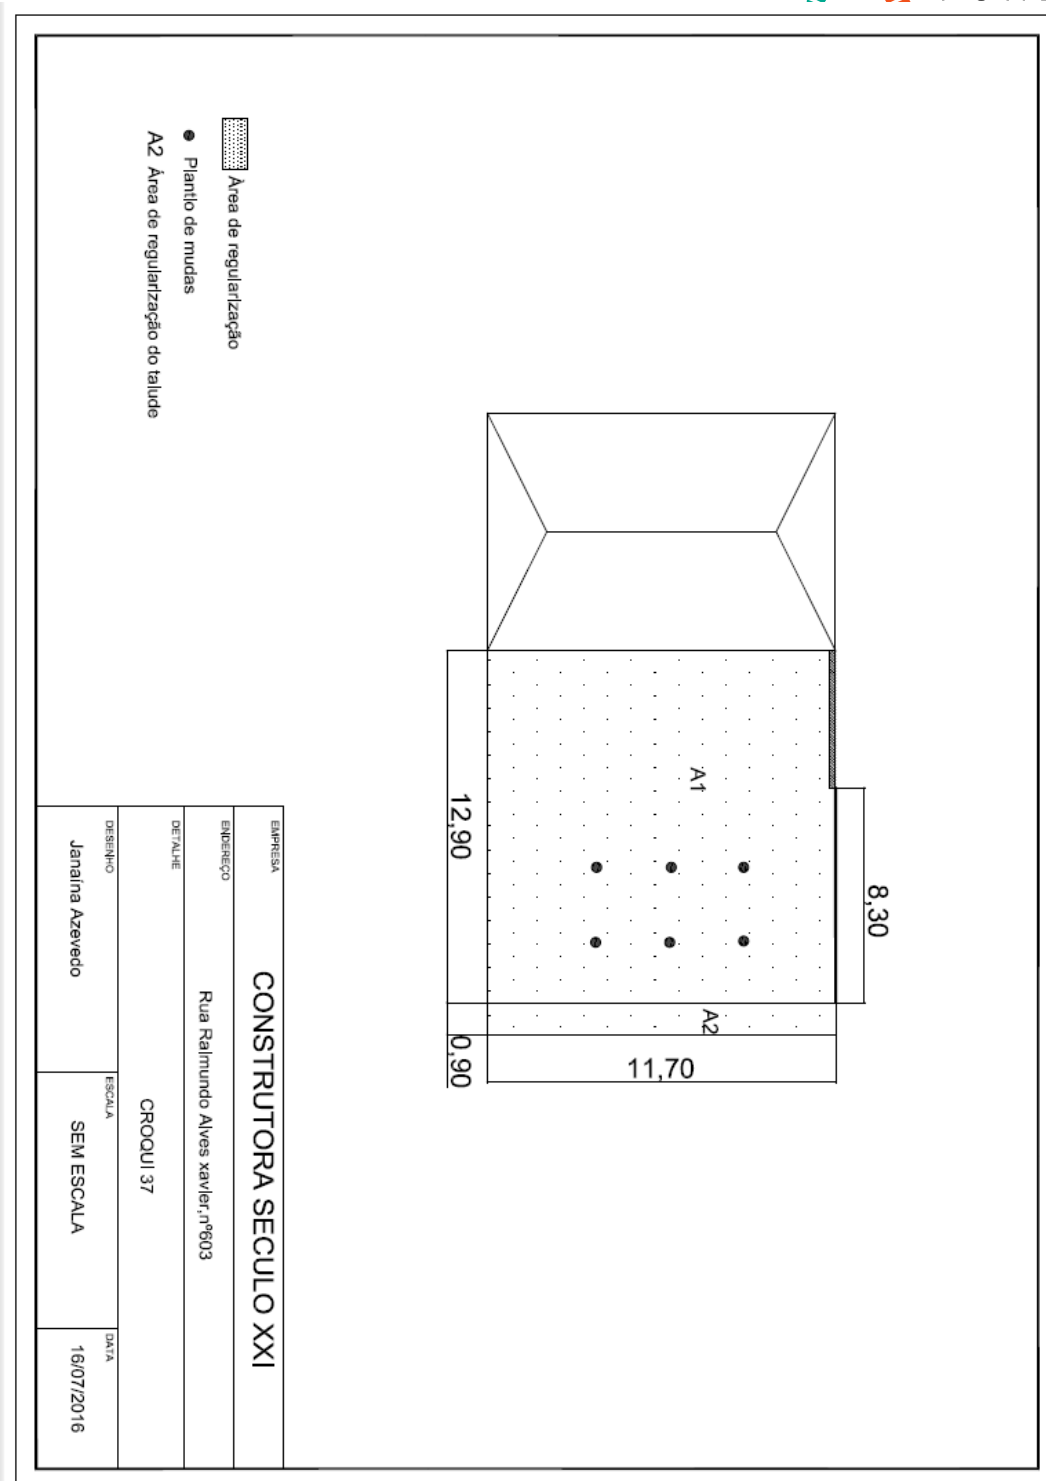 Àrea de regularização
Plantio de mudas
A2 Área de regularização do talude
A1
A2
12,90
0,90
8,30
11,70
EMPRESA
CONSTRUTORA SECULO XXI
ENDEREÇO
Rua Raimundo Alves xavier,nº603
DETALHE
CROQUI 37
DESENHO
Janaína Azevedo
ESCALA
SEM ESCALA
DATA
16/07/2016